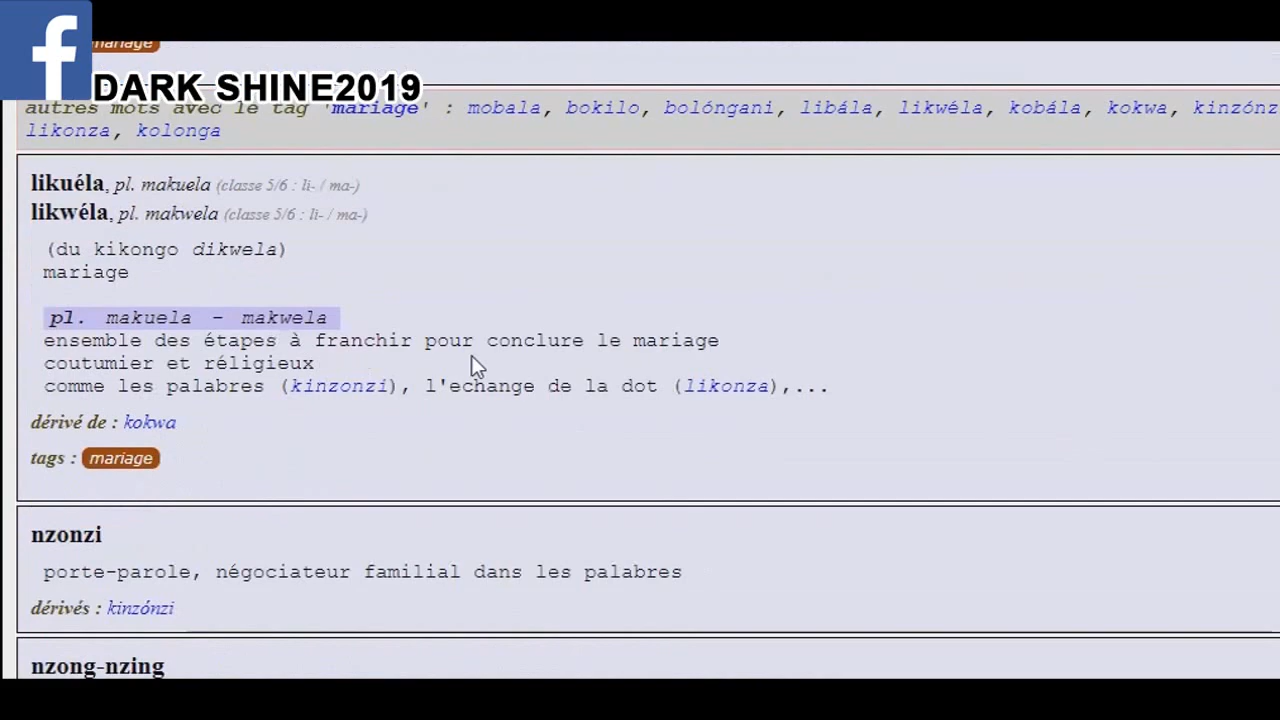 mariage
DARK SHINE2019
autres mots avec le tag 'mariage' : mobala, bokilo, bolóngani, libála, likwéla, kobála, kokwa, kinzónz
likonza, kolonga
likuéla, pl. makuela (classe 5/6 : li- / ma-)
likwéla, pl. makwela (classe 5/6 : li- / ma-)
(du kikongo dikwela)
mariage
pl. makuela - makwela
ensemble des étapes à franchir pour conclure le mariage
coutumier et réligieux
comme les palabres (kinzonzi), l'echange de la dot (likonza),...
dérivé de : kokwa
tags : mariage
nzonzi
porte-parole, négociateur familial dans les palabres
dérivés : kinzónzi
nzong-nzing